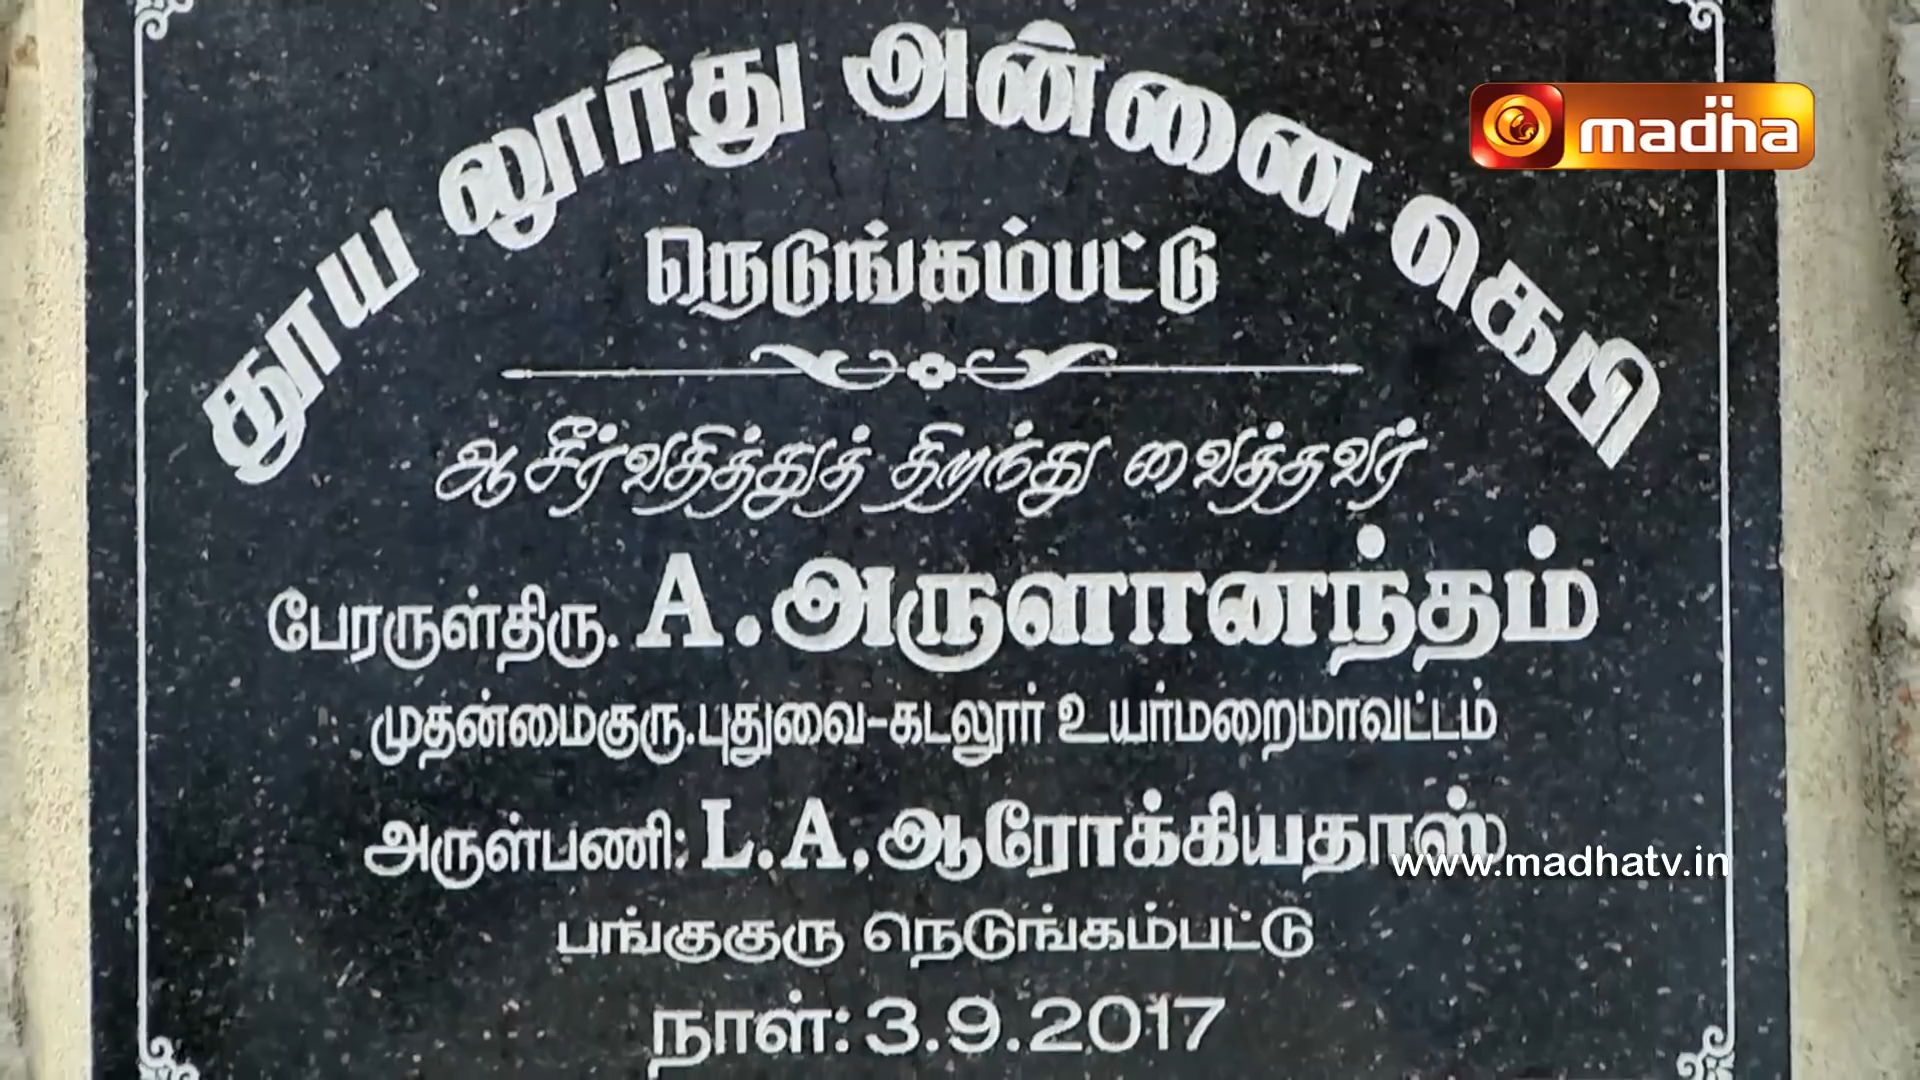 தூய லூர்து அன்னை கெபி
madha
நெடுங்கம்பட்டு
ஆசீர்வதித்துத் திறந்து வைத்தவர்
பேரருள்திரு. A.அருளானந்தம்
முதன்மைகுரு.புதுவை-கடலூர் உயர்மறைமாவட்டம்
அருள்பணி: L.A.ஆரோக்கியதாஸ்
www.madhatv.in
பங்குகுரு நெடுங்கம்பட்டு
நாள்: 3.9.2017